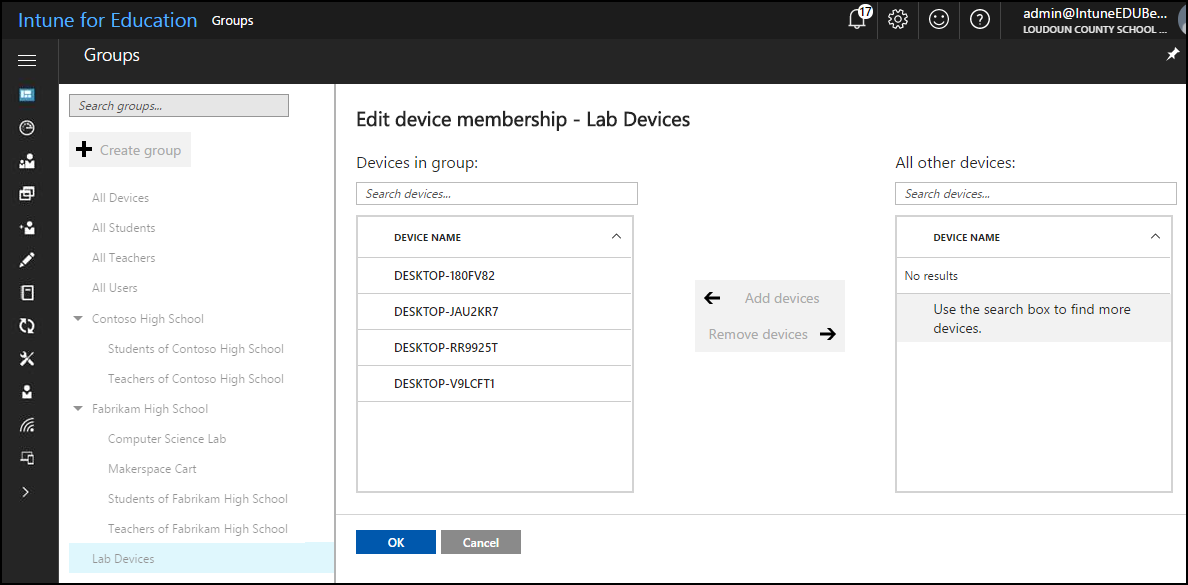 Intune for Education Groups
17
admin@IntuneEDUBe...
LOUDOUN COUNTY SCHOOL ...
Groups
Search groups...
Create group
All Devices
All Students
All Teachers
All Users
Contoso High School
Students of Contoso High School
Teachers of Contoso High School
Fabrikam High School
Computer Science Lab
Makerspace Cart
Students of Fabrikam High School
Teachers of Fabrikam High School
Lab Devices
Edit device membership - Lab Devices
Devices in group:
Search devices...
DEVICE NAME
DESKTOP-180FV82
DESKTOP-JAU2KR7
DESKTOP-RR9925T
DESKTOP-V9LCFT1
Add devices
Remove devices
All other devices:
Search devices...
DEVICE NAME
No results
Use the search box to find more
devices.
OK
Cancel